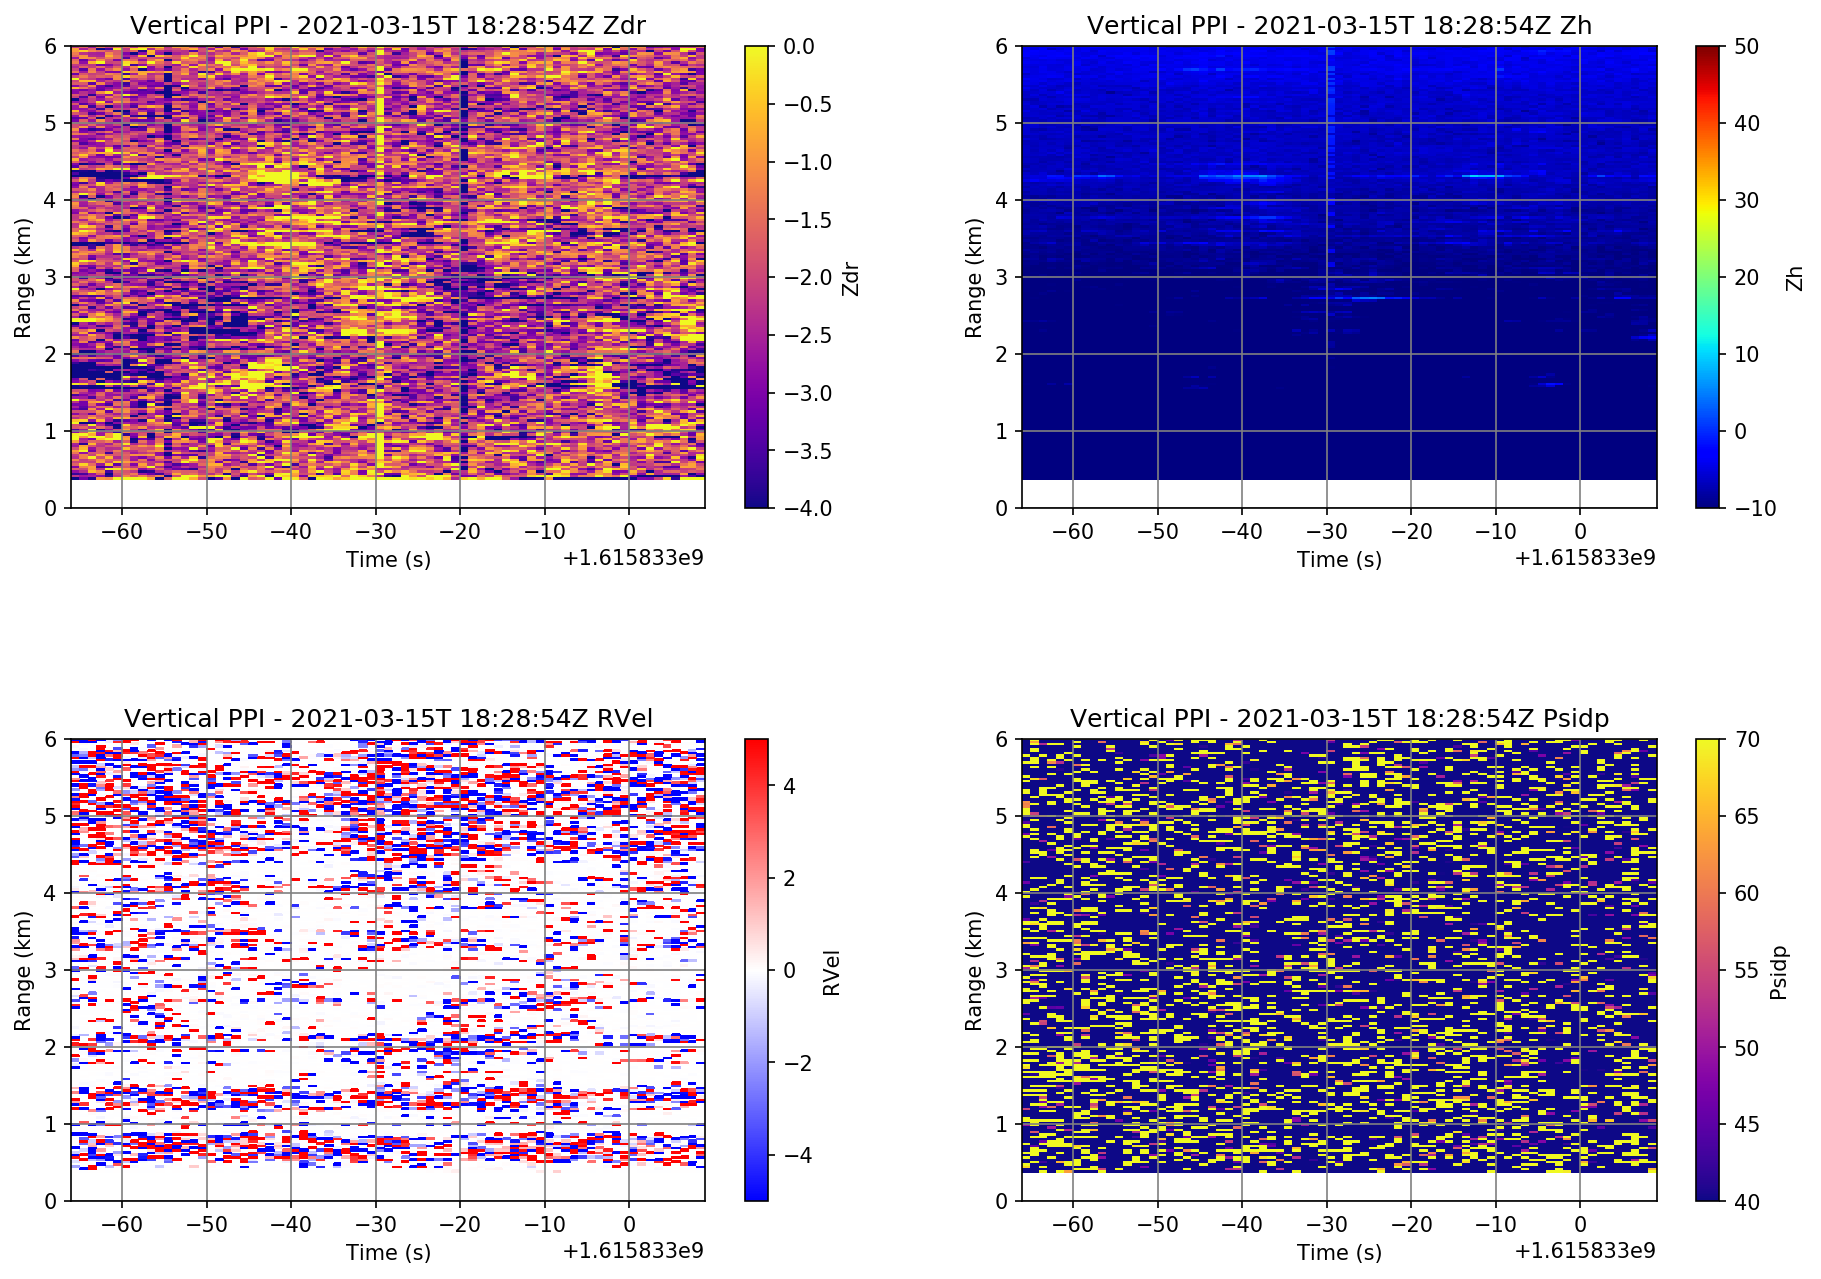 Vertical PPI - 2021-03-15T 18:28:54Z Zdr
6
5
4
3
2
1
0
Range (km)
−60 −50 −40 −30 −20 −10 0
Time (s)
+1.615833e9
0.0
−0.5
−1.0
−1.5
−2.0
−2.5
−3.0
−3.5
−4.0
Zdr
Vertical PPI - 2021-03-15T 18:28:54Z Zh
6
5
4
3
2
1
0
Range (km)
−60 −50 −40 −30 −20 −10 0
Time (s)
+1.615833e9
50
40
30
20
10
0
−10
Zh
Vertical PPI - 2021-03-15T 18:28:54Z RVel
6
5
4
3
2
1
0
Range (km)
−60 −50 −40 −30 −20 −10 0
Time (s)
+1.615833e9
4
2
0
−2
−4
RVel
Vertical PPI - 2021-03-15T 18:28:54Z Psidp
6
5
4
3
2
1
0
Range (km)
−60 −50 −40 −30 −20 −10 0
Time (s)
+1.615833e9
70
65
60
55
50
45
40
Psidp